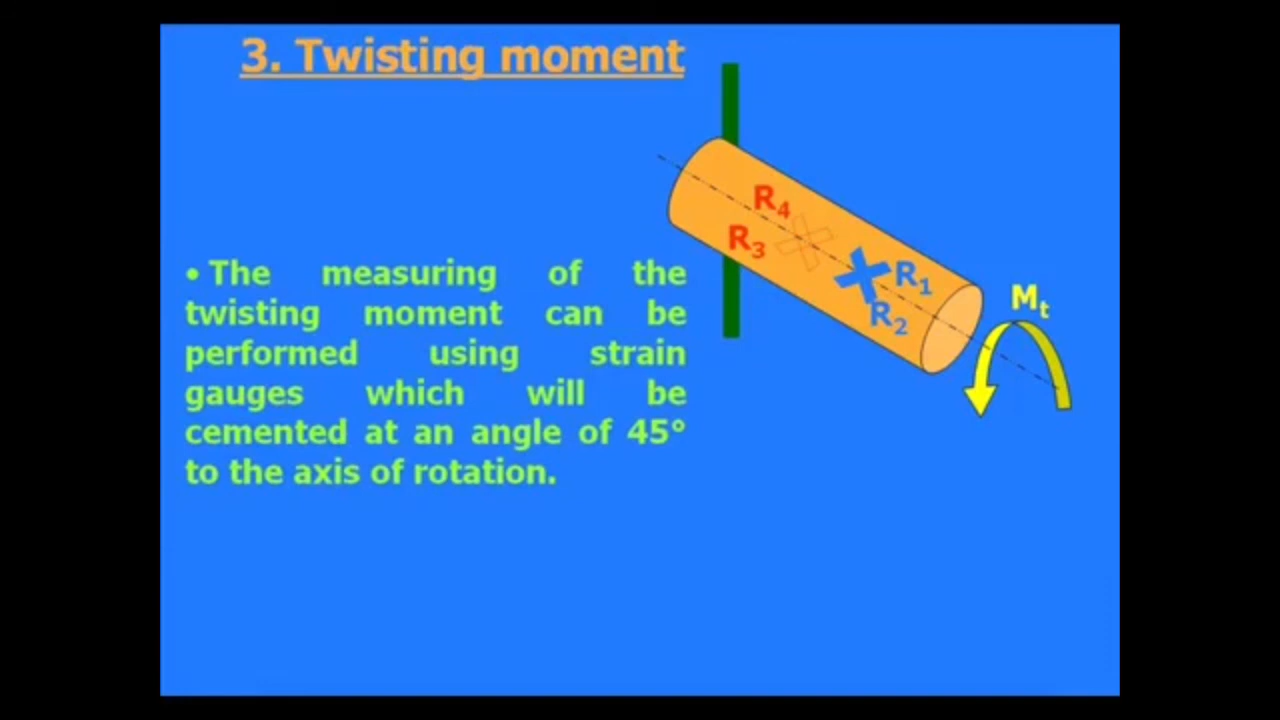 3. Twisting moment
R4
R3
R1
R2
Mt
• The measuring of the
twisting moment can be
performed using strain
gauges which will be
cemented at an angle of 45°
to the axis of rotation.